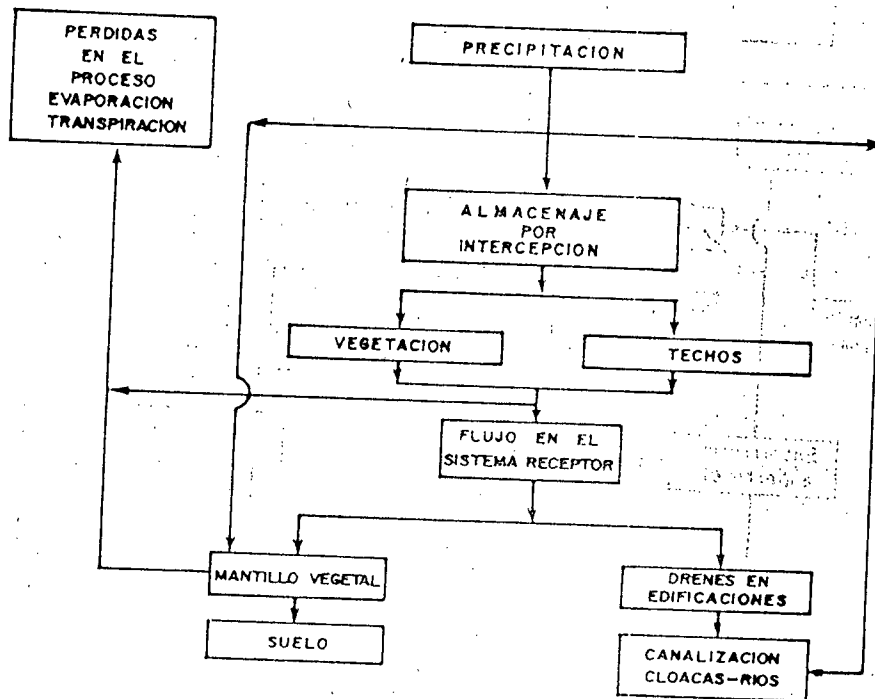 PERDIDAS
EN EL
PROCESO
EVAPORACION
TRANSPIRACION
PRECIPITACION
ALMACENAJE
POR
INTERCEPCION
VEGETACION
TECHOS
FLUJO EN EL
SISTEMA RECEPTOR
MANTILLO VEGETAL
DRENES EN
EDIFICACIONES
SUELO
CANALIZACION
CLOACAS-RIOS